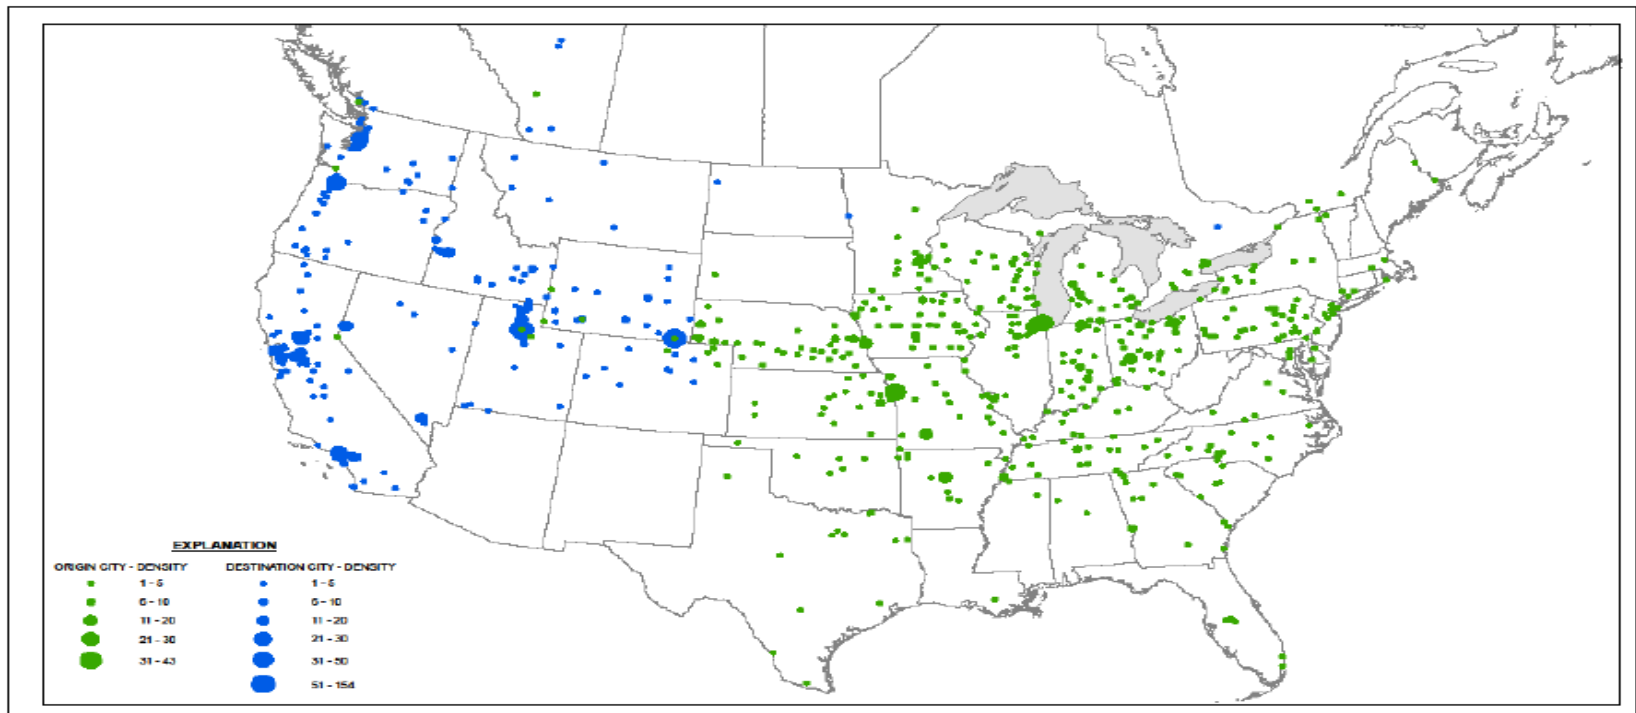 EXPLANATION
ORIGIN CITY - DENSITY DESTINATION CITY - DENSITY
1 - 5 1 - 5
6 - 10 6 - 10
11 - 20 11 - 20
21 - 30 21 - 30
31 - 43 31 - 50
51 - 154